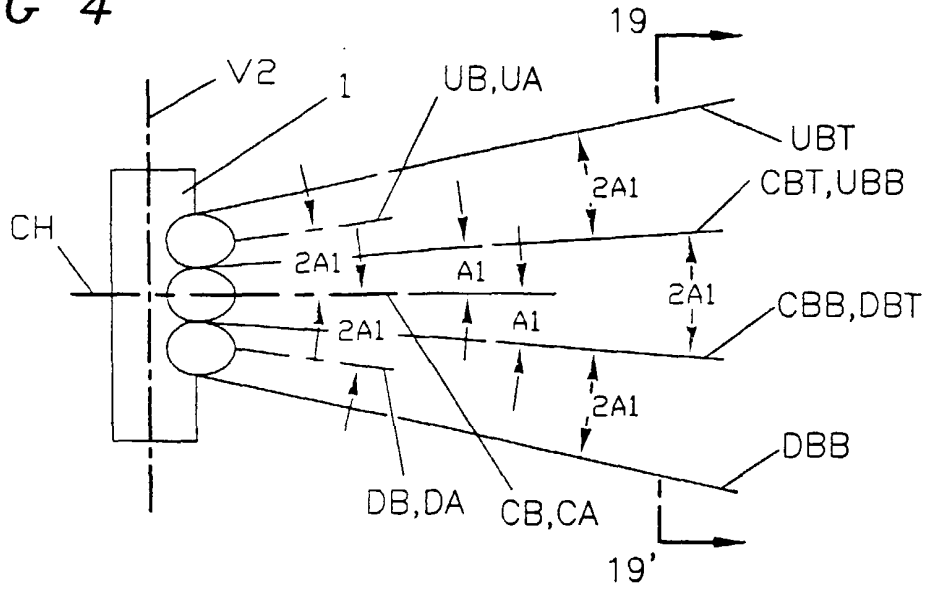 G 4
19
V2
1
UB,UA
UBT
2A1
CBT,UBB
CH
2A1
A1
2A1
A1
CBB,DBT
2A1
2A1
DBB
DB,DA
CB,CA
19'